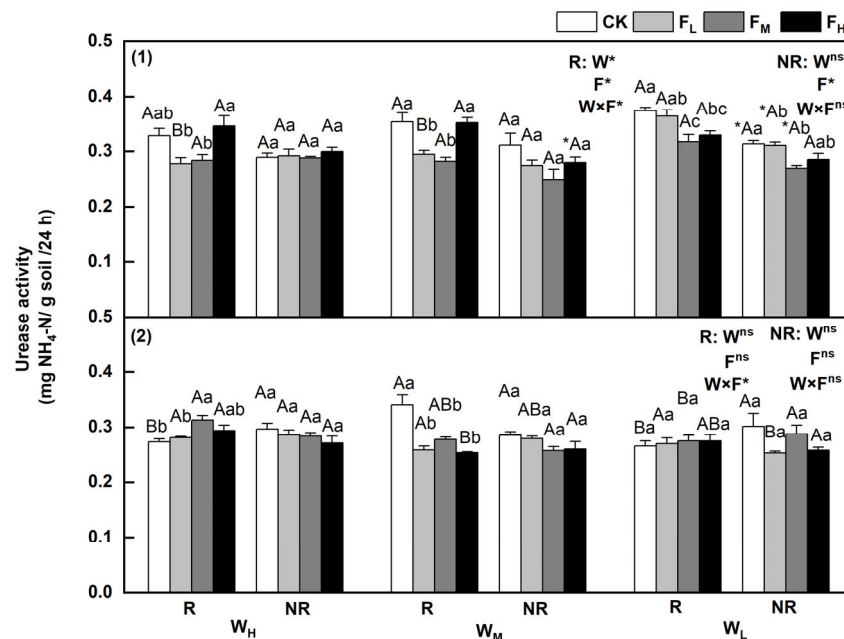 CK F_L F_M F_H
(1)
R: W* NR: W^ns
F* F*
W×F* W×F^ns
Urease activity
(mg NH₄-N/ g soil /24 h)
0.5
0.4
0.3
0.2
0.1
Aab Bb Ab Aa Aa Aa Aa Aa Aa Bb Ab Aa Aa Aa Aa *Aa Aa Aab Ac Abc *Aa *Ab *Ab Aab
0.5
(2)
R: W^ns NR: W^ns
F^ns F^ns
W×F* W×F^ns
0.4
0.3
0.2
0.1
0.0
Bb Ab Aa Aab Aa Aa Aa Aa Aa Ab ABb Bb Aa ABa Aa Aa Ba Aa Ba ABa Aa Ba Aa Aa
R NR R NR R NR
W_H W_M W_L